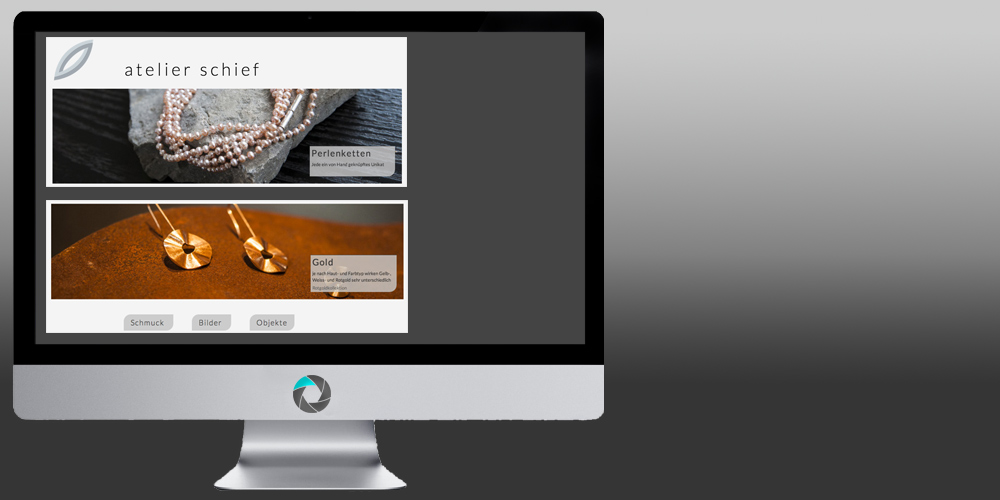 atelier schief
Perlenketten
Jede ein von Hand geknüpftes Unikat
Gold
Je nach Haut- und Farbtyp wirken Gelb-,
Weiss- und Rotgold sehr unterschiedlich
Schmuck
Bilder
Objekte